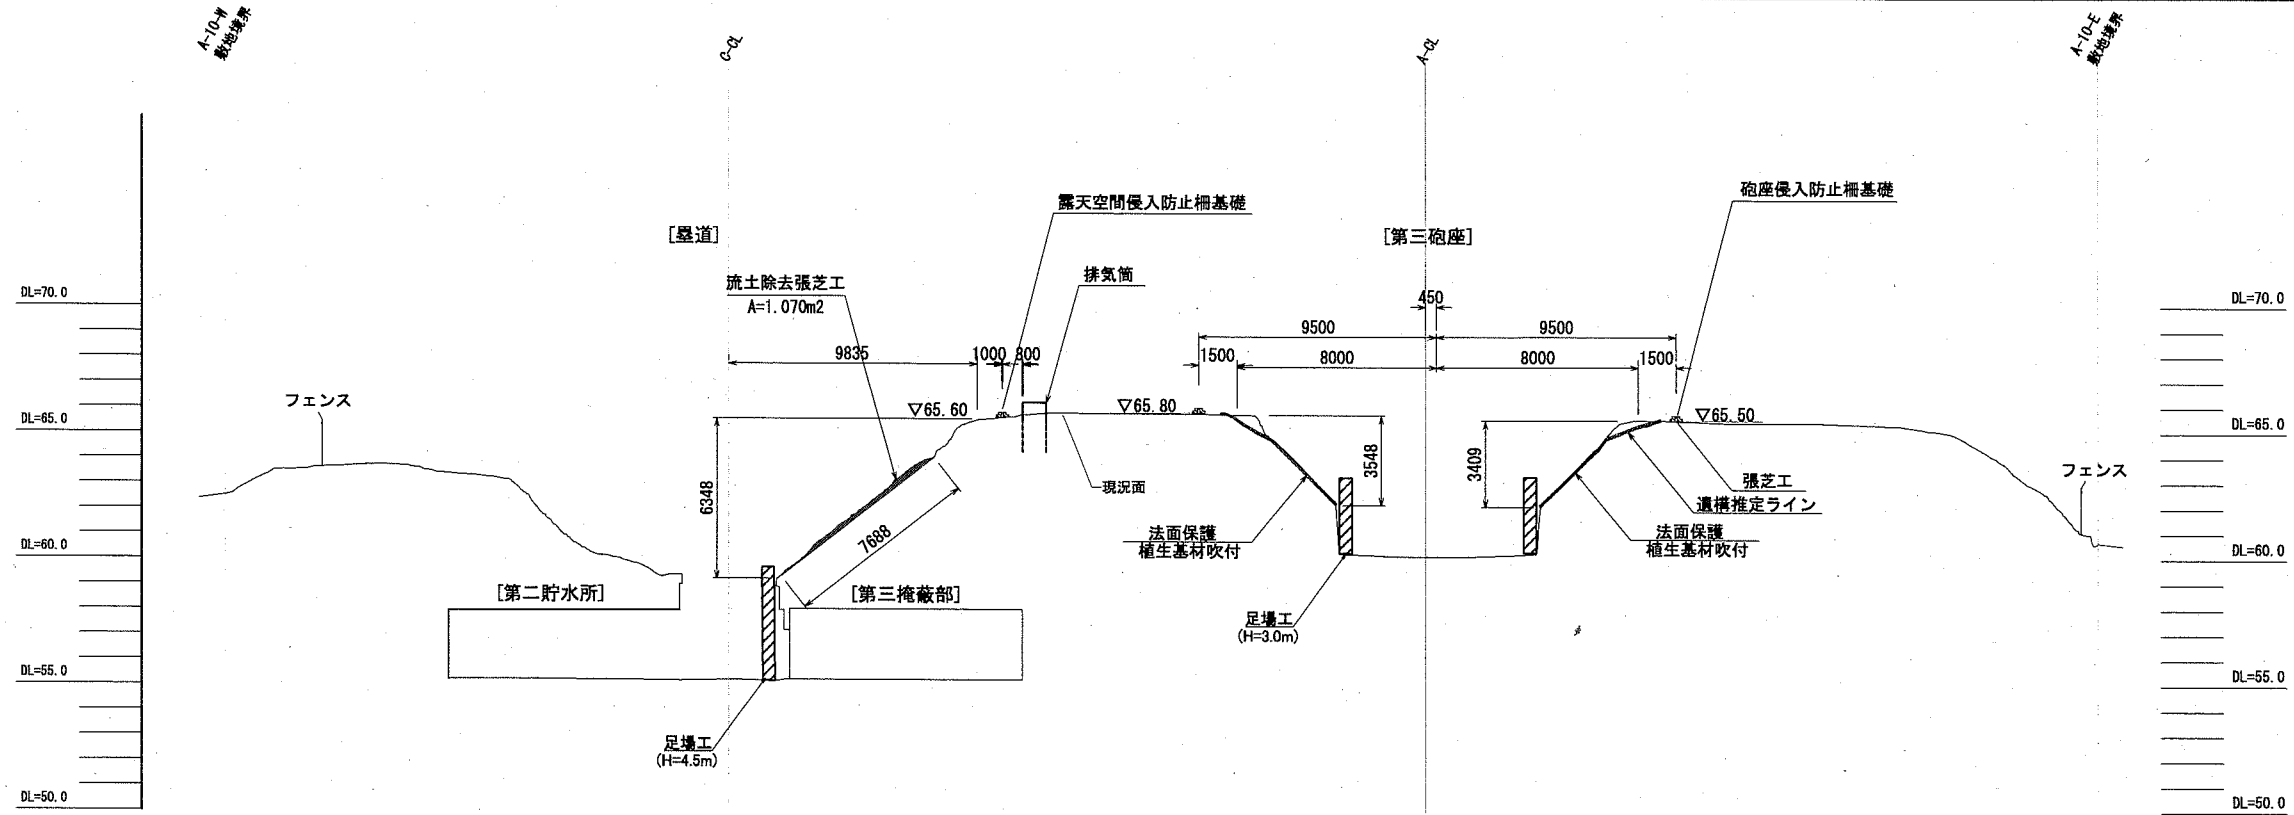 A-10-W
敷地境界
C-CL
A-CL
A-10-E
敷地境界
砲座侵入防止柵基礎
露天空間侵入防止柵基礎
[塁道]
[第三砲座]
流土除去張芝工
A=1.070m2
排気筒
DL=70.0
450
DL=70.0
9500
9500
9835
1000
800
1500
8000
8000
1500
フェンス
▽65.60
▽65.80
▽65.50
DL=65.0
DL=65.0
6348
7688
現況面
3548
3409
張芝工
遺構推定ライン
フェンス
法面保護
植生基材吹付
法面保護
植生基材吹付
DL=60.0
DL=60.0
[第二貯水所]
[第三掩蔽部]
足場工
(H=3.0m)
DL=55.0
DL=55.0
足場工
(H=4.5m)
DL=50.0
DL=50.0